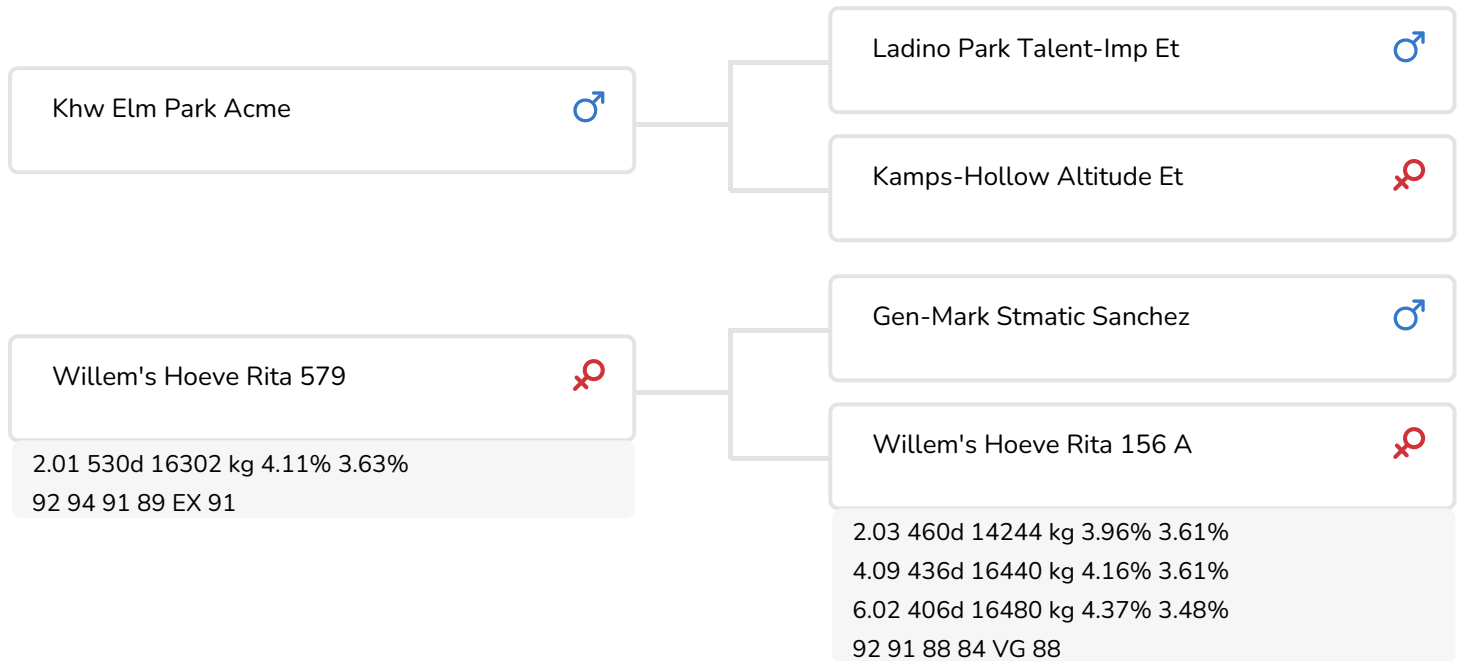 Khw Elm Park Acme
Ladino Park Talent-Imp Et
Kamps-Hollow Altitude Et
Willem's Hoeve Rita 579
2.01 530d 16302 kg 4.11% 3.63%
92 94 91 89 EX 91
Gen-Mark Stmatic Sanchez
Willem's Hoeve Rita 156 A
2.03 460d 14244 kg 3.96% 3.61%
4.09 436d 16440 kg 4.16% 3.61%
6.02 406d 16480 kg 4.37% 3.48%
92 91 88 84 VG 88